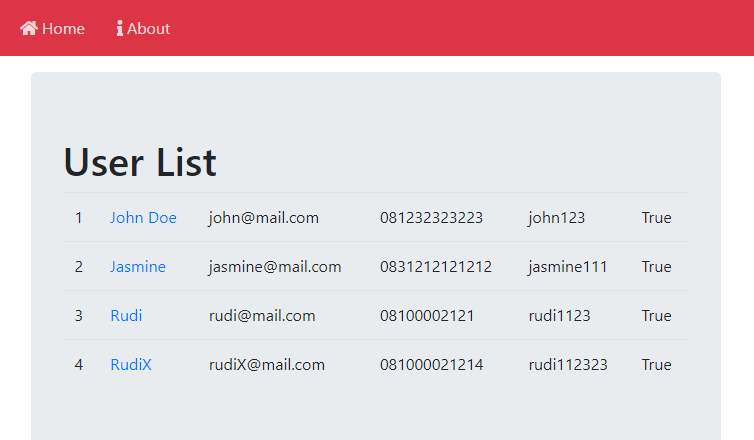 Home About
User List
1 John Doe john@mail.com 081232323223 john123 True
2 Jasmine jasmine@mail.com 0831212121212 jasmine111 True
3 Rudi rudi@mail.com 08100002121 rudi1123 True
4 RudiX rudiX@mail.com 081000021214 rudi112323 True